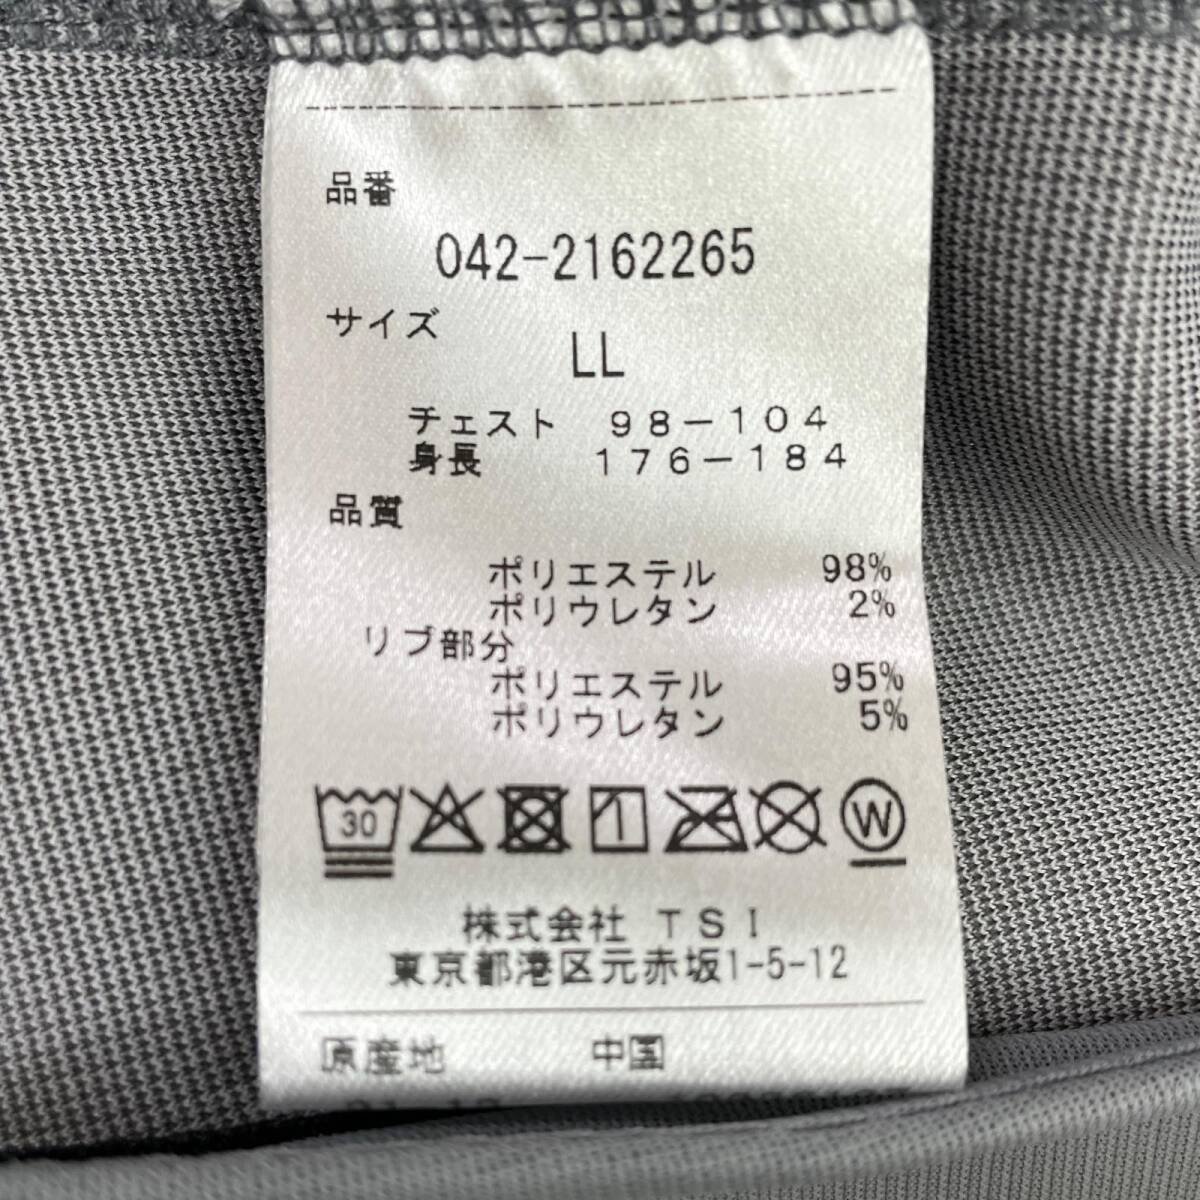 品番
042-2162265
サイズ
LL
チェスト 98-104
身長 176-184
品質
ポリエステル 98%
ポリウレタン 2%
リブ部分
ポリエステル 95%
ポリウレタン 5%
30
W
株式会社 TSI
東京都港区元赤坂1-5-12
原産地 中国